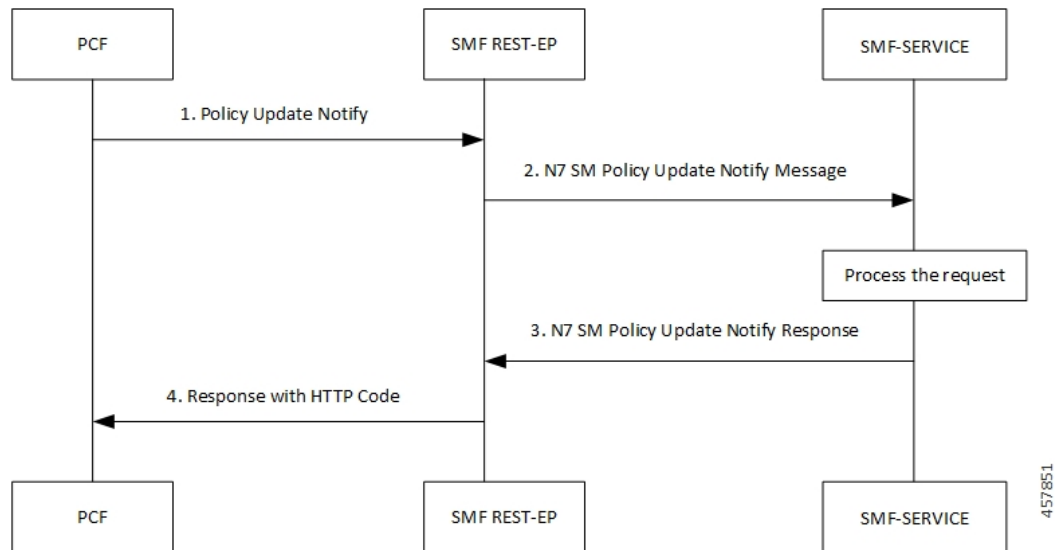 PCF
SMF REST-EP
SMF-SERVICE
1. Policy Update Notify
2. N7 SM Policy Update Notify Message
Process the request
3. N7 SM Policy Update Notify Response
4. Response with HTTP Code
PCF
SMF REST-EP
SMF-SERVICE
457851